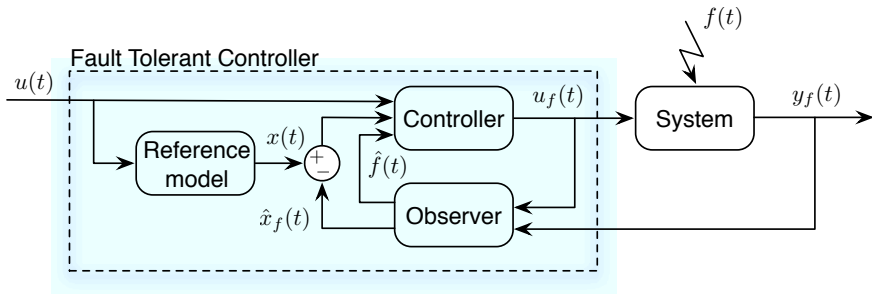 f(t)
Fault Tolerant Controller
u(t)
u_f(t)
y_f(t)
Controller
System
x(t)
+
−
f̂(t)
Reference
model
x̂_f(t)
Observer